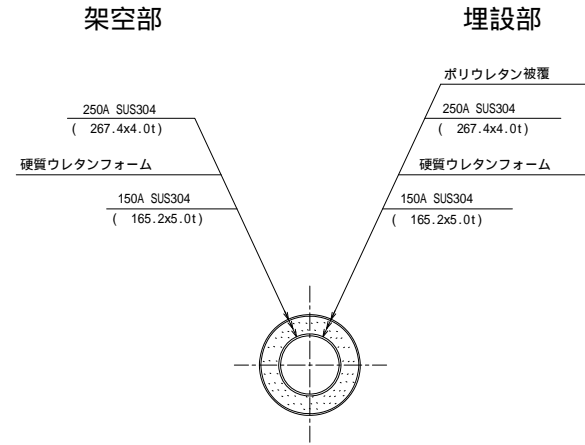 架空部
埋設部
ポリウレタン被覆
250A SUS304
( 267.4x4.0t)
250A SUS304
( 267.4x4.0t)
硬質ウレタンフォーム
硬質ウレタンフォーム
150A SUS304
( 165.2x5.0t)
150A SUS304
( 165.2x5.0t)